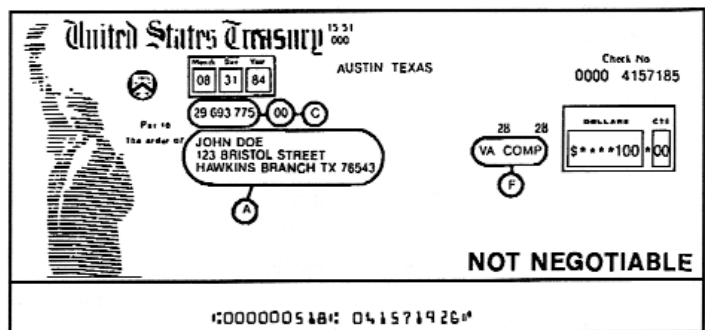 United States Treasury 15 51
000
Month Day Year
08 31 84
AUSTIN TEXAS
Check No
0000 4157185
29 693 775 00 C
Pay to
the order of
JOHN DOE
123 BRISTOL STREET
HAWKINS BRANCH TX 76543
A
28 28
VA COMP
F
DOLLARS CTS
$****100 *00
NOT NEGOTIABLE
⑆000000518⑆ 041571926⑈